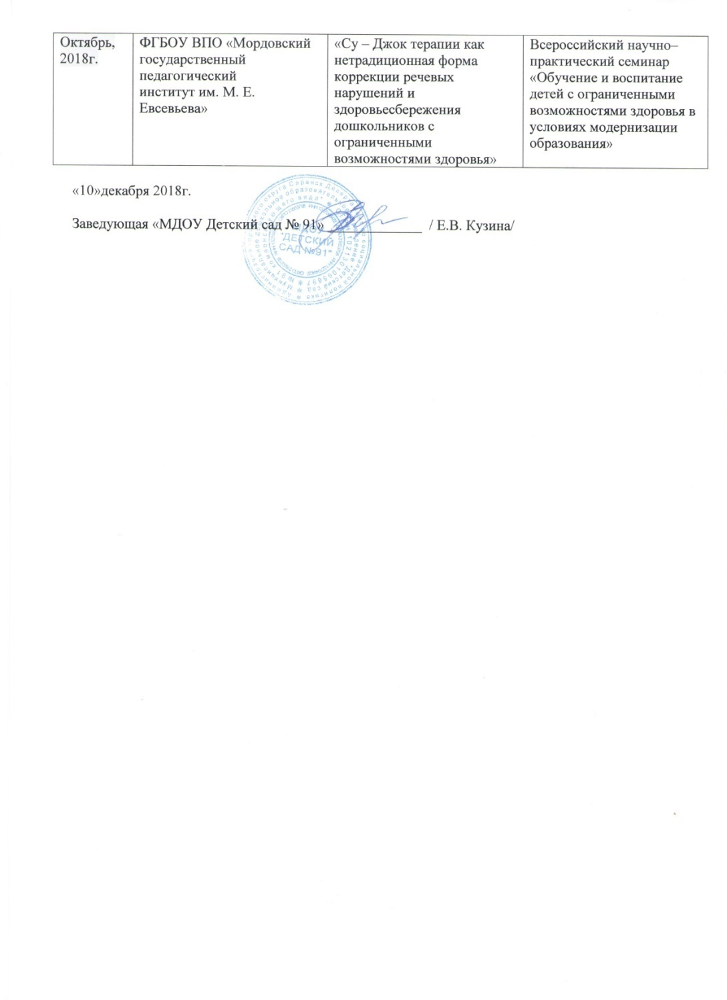 Октябрь,
2018г.
ФГБОУ ВПО «Мордовский
государственный
педагогический
институт им. М. Е.
Евсевьева»
«Су – Джок терапии как
нетрадиционная форма
коррекции речевых
нарушений и
здоровьесбережения
дошкольников с
ограниченными
возможностями здоровья»
Всероссийский научно–
практический семинар
«Обучение и воспитание
детей с ограниченными
возможностями здоровья в
условиях модернизации
образования»
«10»декабря 2018г.
Заведующая «МДОУ Детский сад № 91»______________ / Е.В. Кузина/
МДОУ
"ДЕТСКИЙ
САД №91"